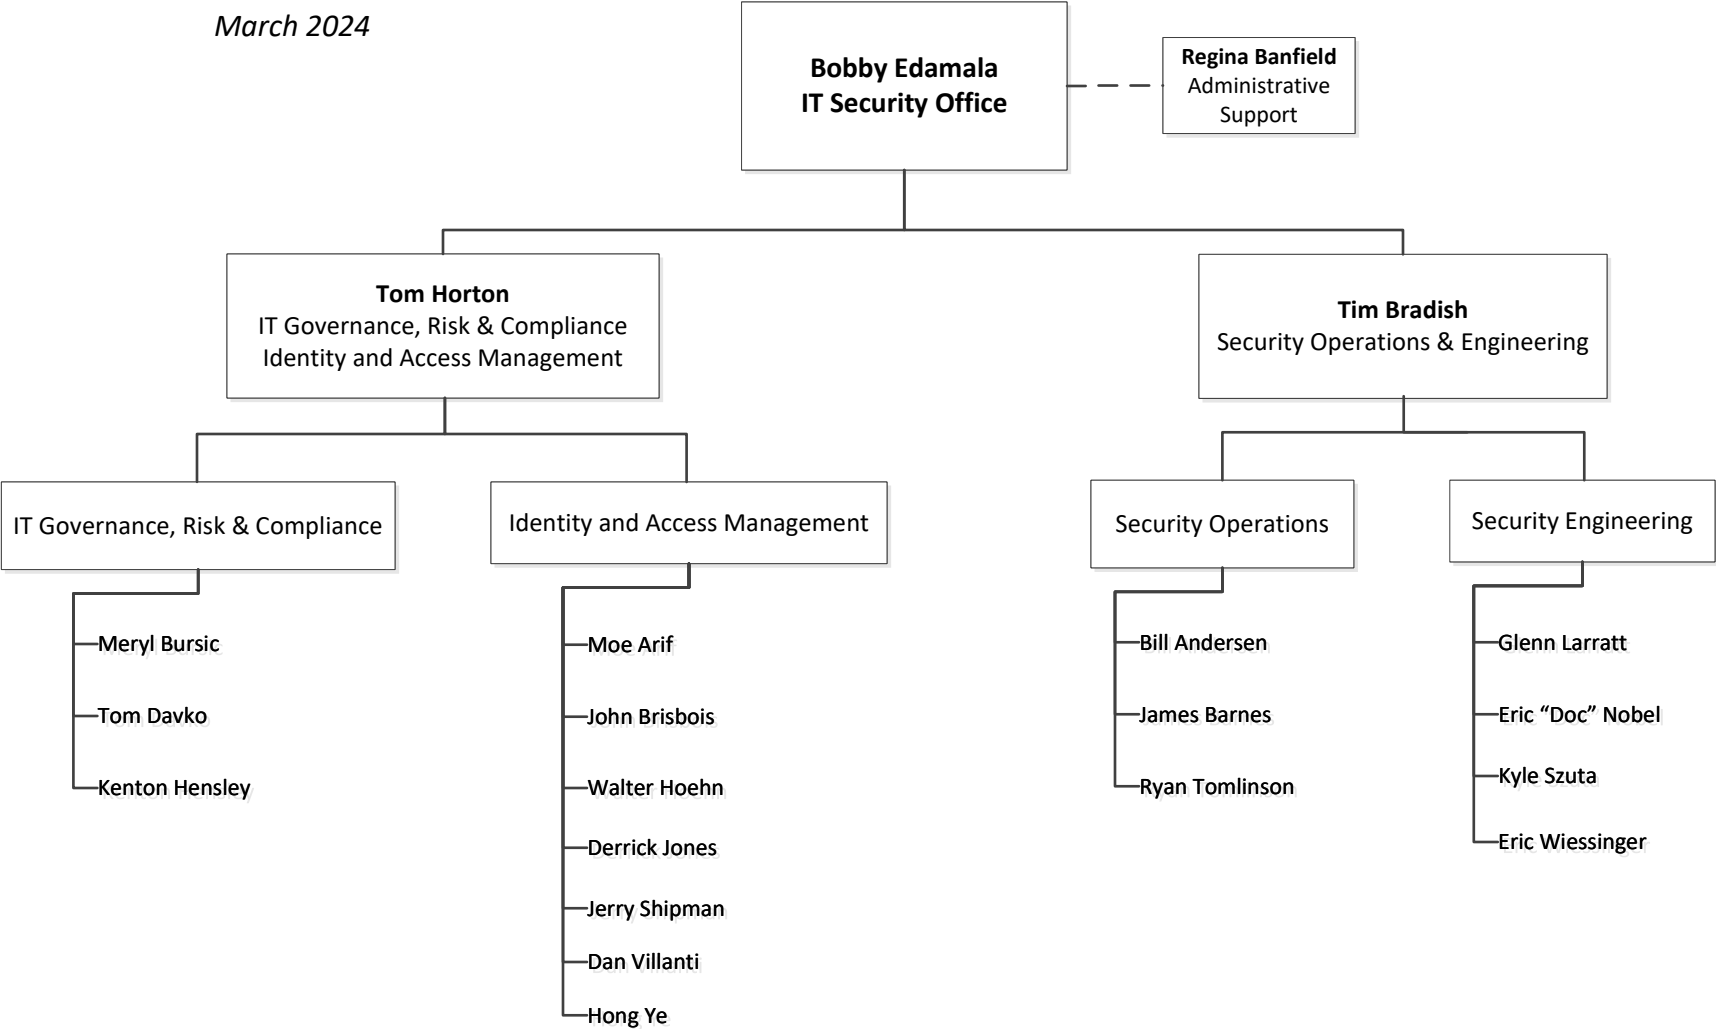 March 2024
Bobby Edamala
IT Security Office
Regina Banfield
Administrative
Support
Tom Horton
IT Governance, Risk & Compliance
Identity and Access Management
Tim Bradish
Security Operations & Engineering
IT Governance, Risk & Compliance
Meryl Bursic
Tom Davko
Kenton Hensley
Identity and Access Management
Moe Arif
John Brisbois
Walter Hoehn
Derrick Jones
Jerry Shipman
Dan Villanti
Hong Ye
Security Operations
Bill Andersen
James Barnes
Ryan Tomlinson
Security Engineering
Glenn Larratt
Eric “Doc” Nobel
Kyle Szuta
Eric Wiessinger